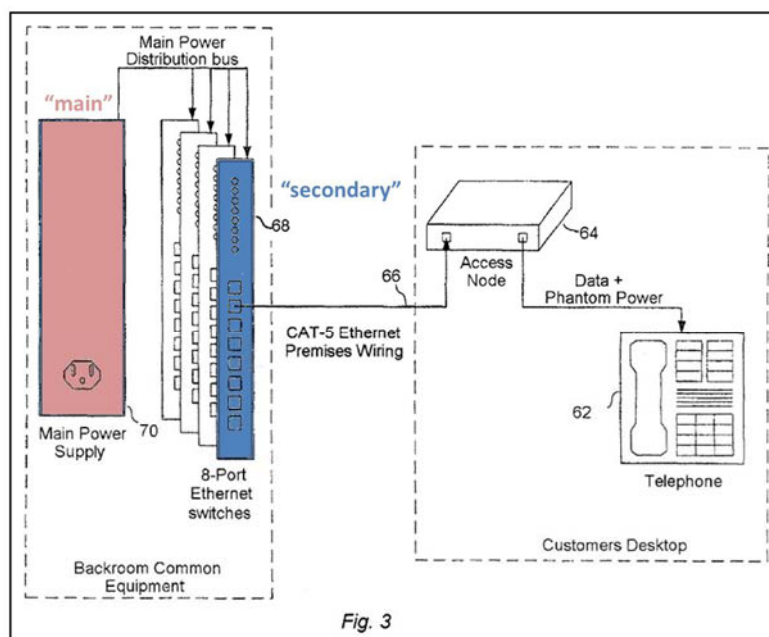 Main Power
Distribution bus
“main”
“secondary”
68
64
Access
Node
66
Data +
Phantom Power
CAT-5 Ethernet
Premises Wiring
62
70
Main Power
Supply
8-Port
Ethernet
switches
Telephone
Backroom Common
Equipment
Customers Desktop
Fig. 3